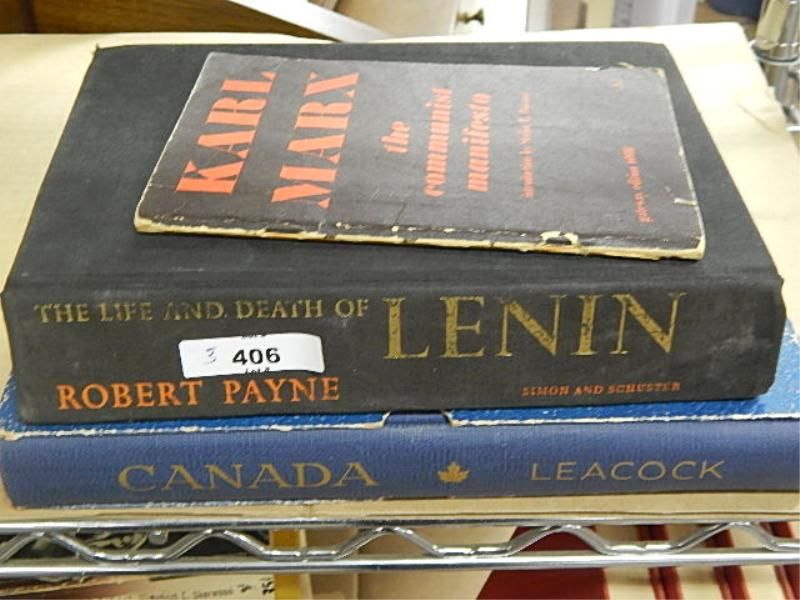 KARL
MARX
the
communist
manifesto
THE LIFE AND DEATH OF LENIN
3 406
Lot #
ROBERT PAYNE
SIMON AND SCHUSTER
CANADA LEACOCK